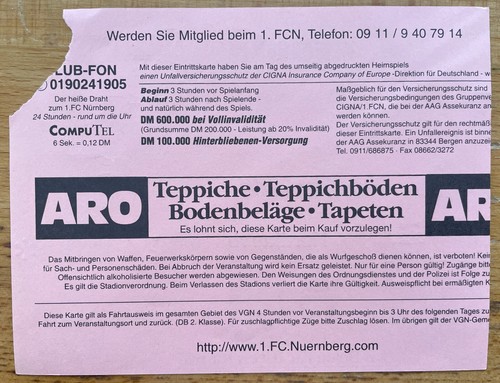 Werden Sie Mitglied beim 1. FCN, Telefon: 09 11 / 9 40 79 14
LUB-FON
0190241905
Der heiße Draht
zum 1.FC Nürnberg
24 Stunden - rund um die Uhr
COMPUTEL
6 Sek. = 0,12 DM
Mit dieser Eintrittskarte haben Sie am Tag des umseitig abgedruckten Heimspiels
einen Unfallversicherungsschutz der CIGNA Insurance Company of Europe -Direktion für Deutschland - w
Beginn 3 Stunden vor Spielanfang
Ablauf 3 Stunden nach Spielende -
und natürlich während des Spiels.
DM 600.000 bei Vollinvalidität
(Grundsumme DM 200.000 - Leistung ab 20% Invalidität)
DM 100.000 Hinterbliebenen-Versorgung
Maßgeblich für den Versicherungsschutz sind
die Versicherungsbedingungen des Gruppenve
CIGNA/1.FCN, die bei der AAG Assekuranz an
werden können.
Der Versicherungsschutz gilt für den rechtmäß
dieser Eintrittskarte. Ein Unfallereignis ist binner
der AAG Assekuranz in 83344 Bergen anzuzei
Tel. 0911/686875 · Fax 08662/3272
ARO
Teppiche • Teppichböden
Bodenbeläge • Tapeten
Es lohnt sich, diese Karte beim Kauf vorzulegen!
AR
Das Mitbringen von Waffen, Feuerwerkskörpern sowie von Gegenständen, die als Wurfgeschoß dienen können, ist verboten! Kein
für Sach- und Personenschäden. Bei Abbruch der Veranstaltung wird kein Ersatz geleistet. Nur für eine Person gültig! Zugänge bitt
Offensichtlich alkoholisierte Besucher werden abgewiesen. Den Weisungen des Ordnungsdienstes und der Polizei ist Folge zu
Es gilt die Stadionverordnung. Beim Verlassen des Stadions verliert die Karte ihre Gültigkeit. Ausweispflicht bei ermäßigten K
Diese Karte gilt als Fahrtausweis im gesamten Gebiet des VGN 4 Stunden vor Veranstaltungsbeginn bis 3 Uhr des folgenden Tages zu
Fahrt zum Veranstaltungsort und zurück. (DB 2. Klasse). Für zuschlagpflichtige Züge bitte Zuschlag lösen. Im übrigen gilt der VGN-Gem
http://www.1.FC.Nuernberg.com